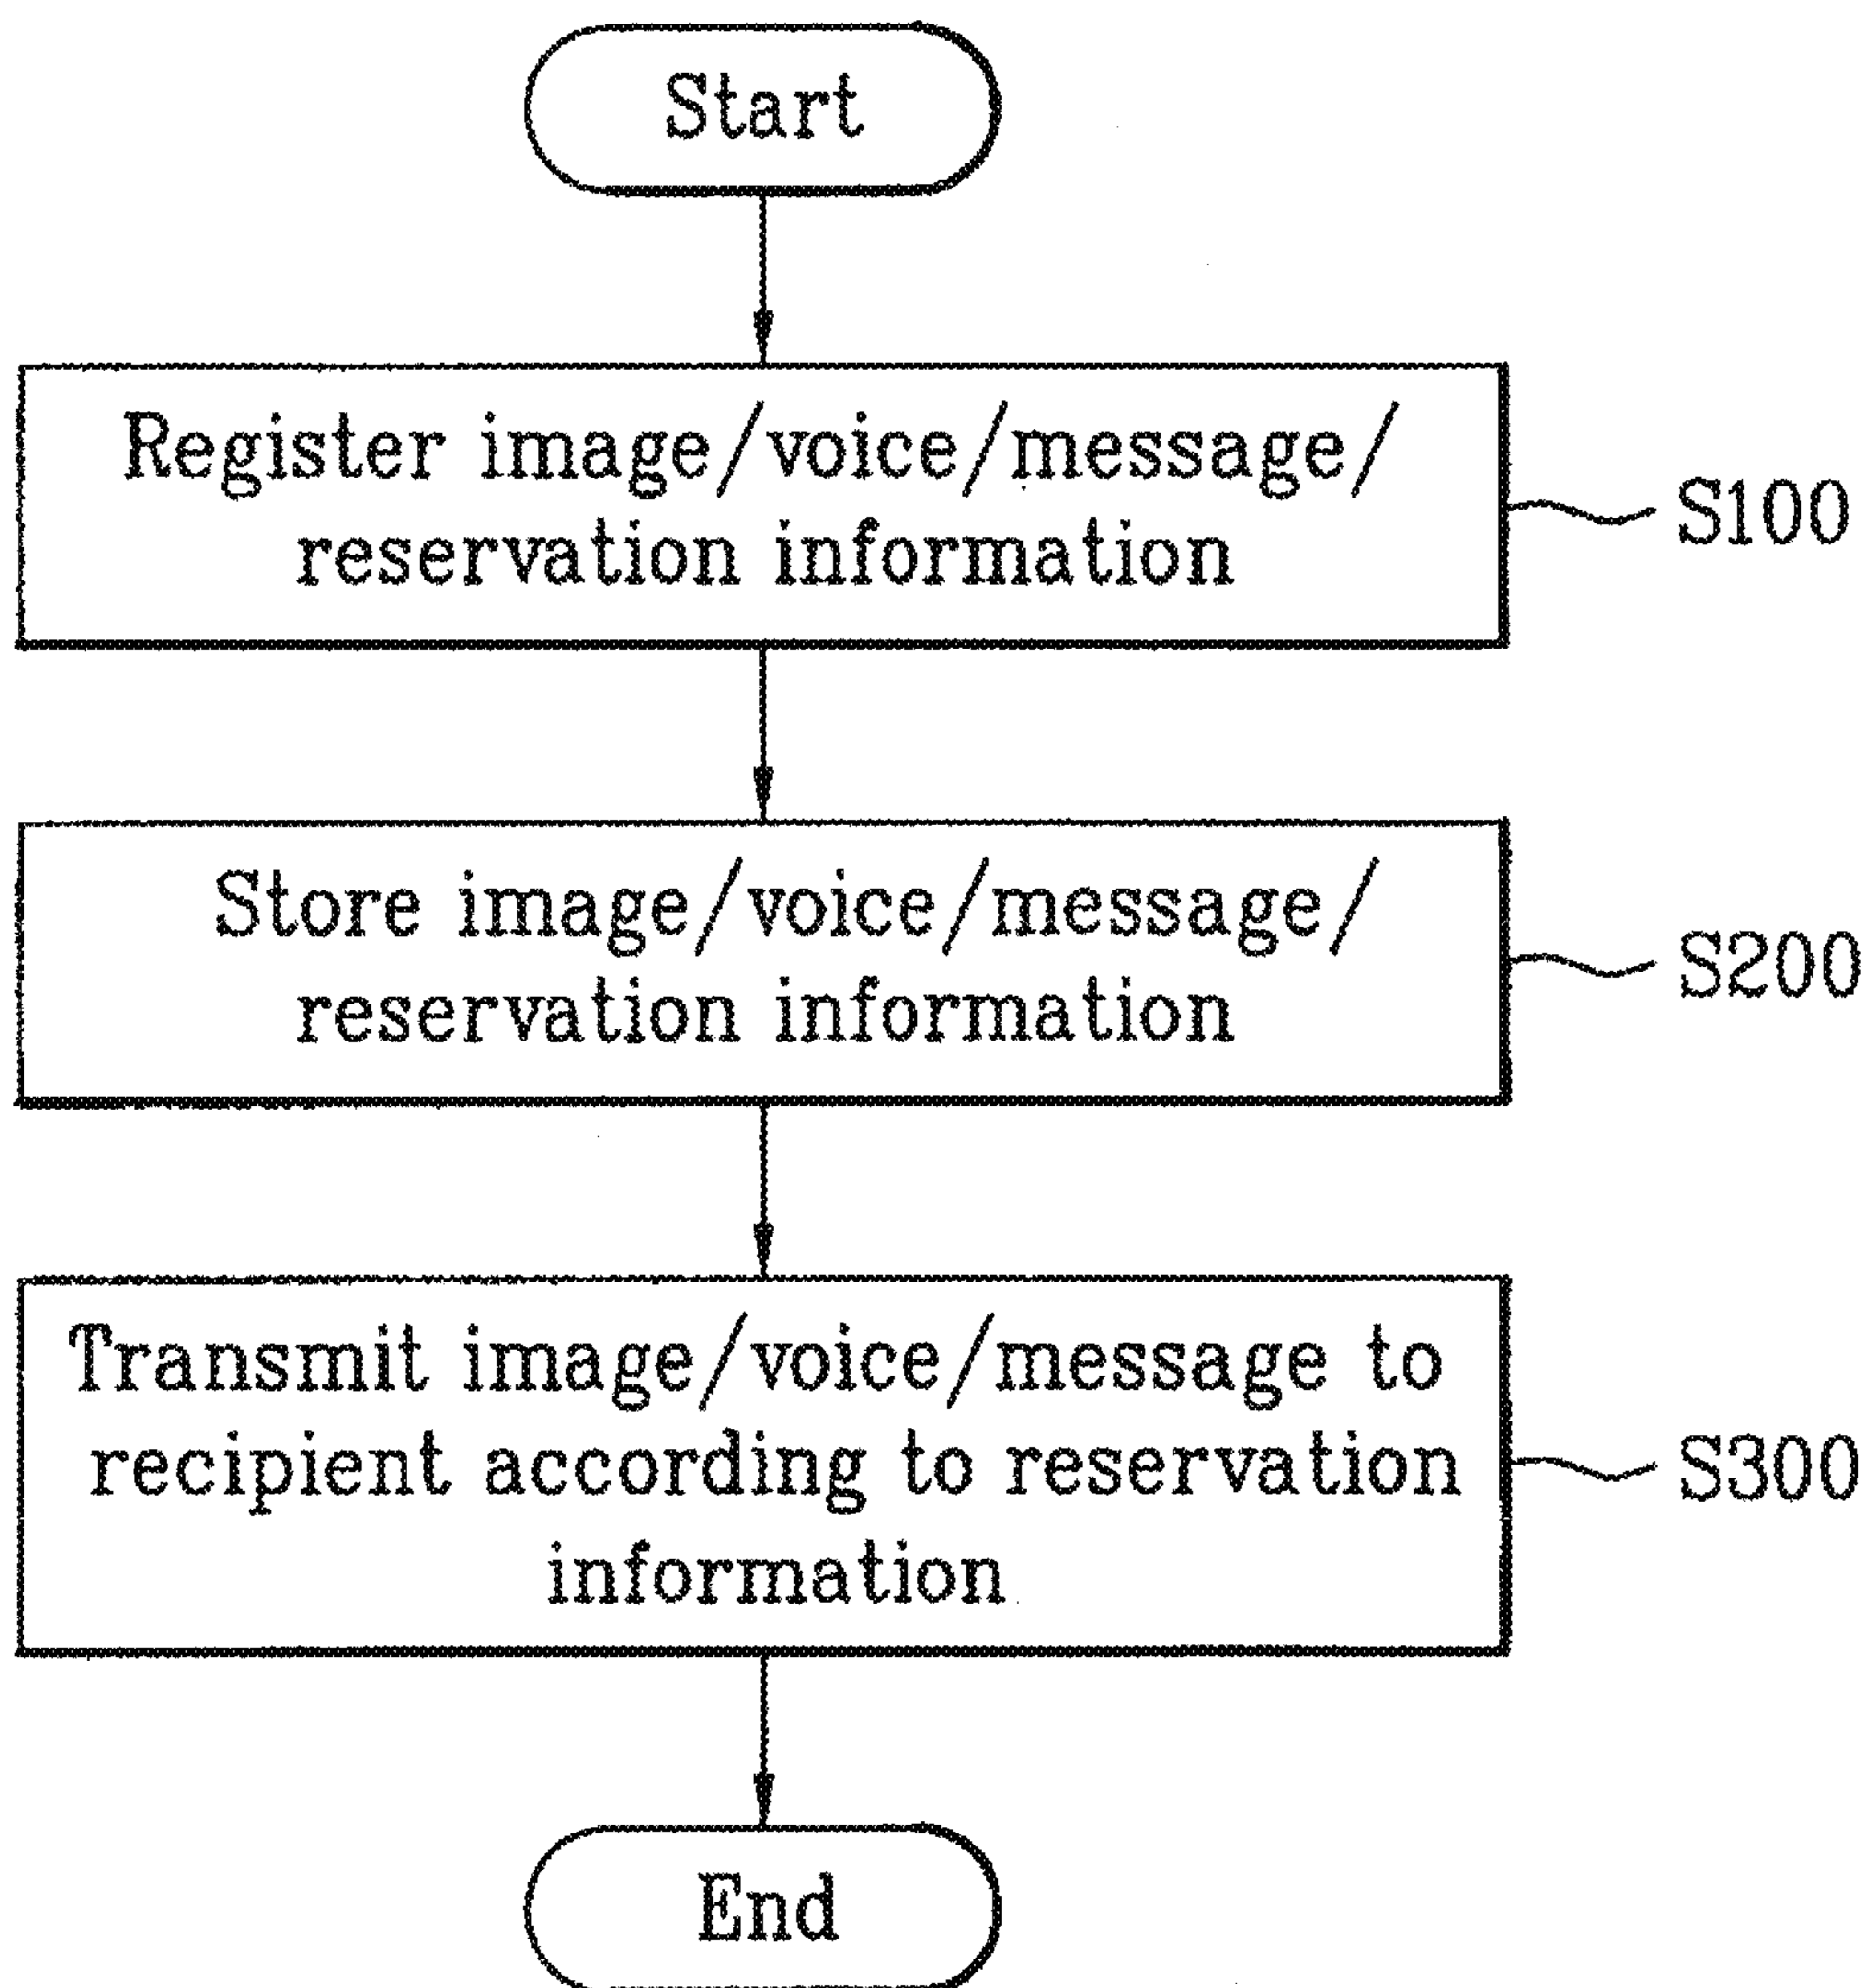 Start
Register image/voice/message/
reservation information
S100
Store image/voice/message/
reservation information
S200
Transmit image/voice/message to
recipient according to reservation
information
S300
End